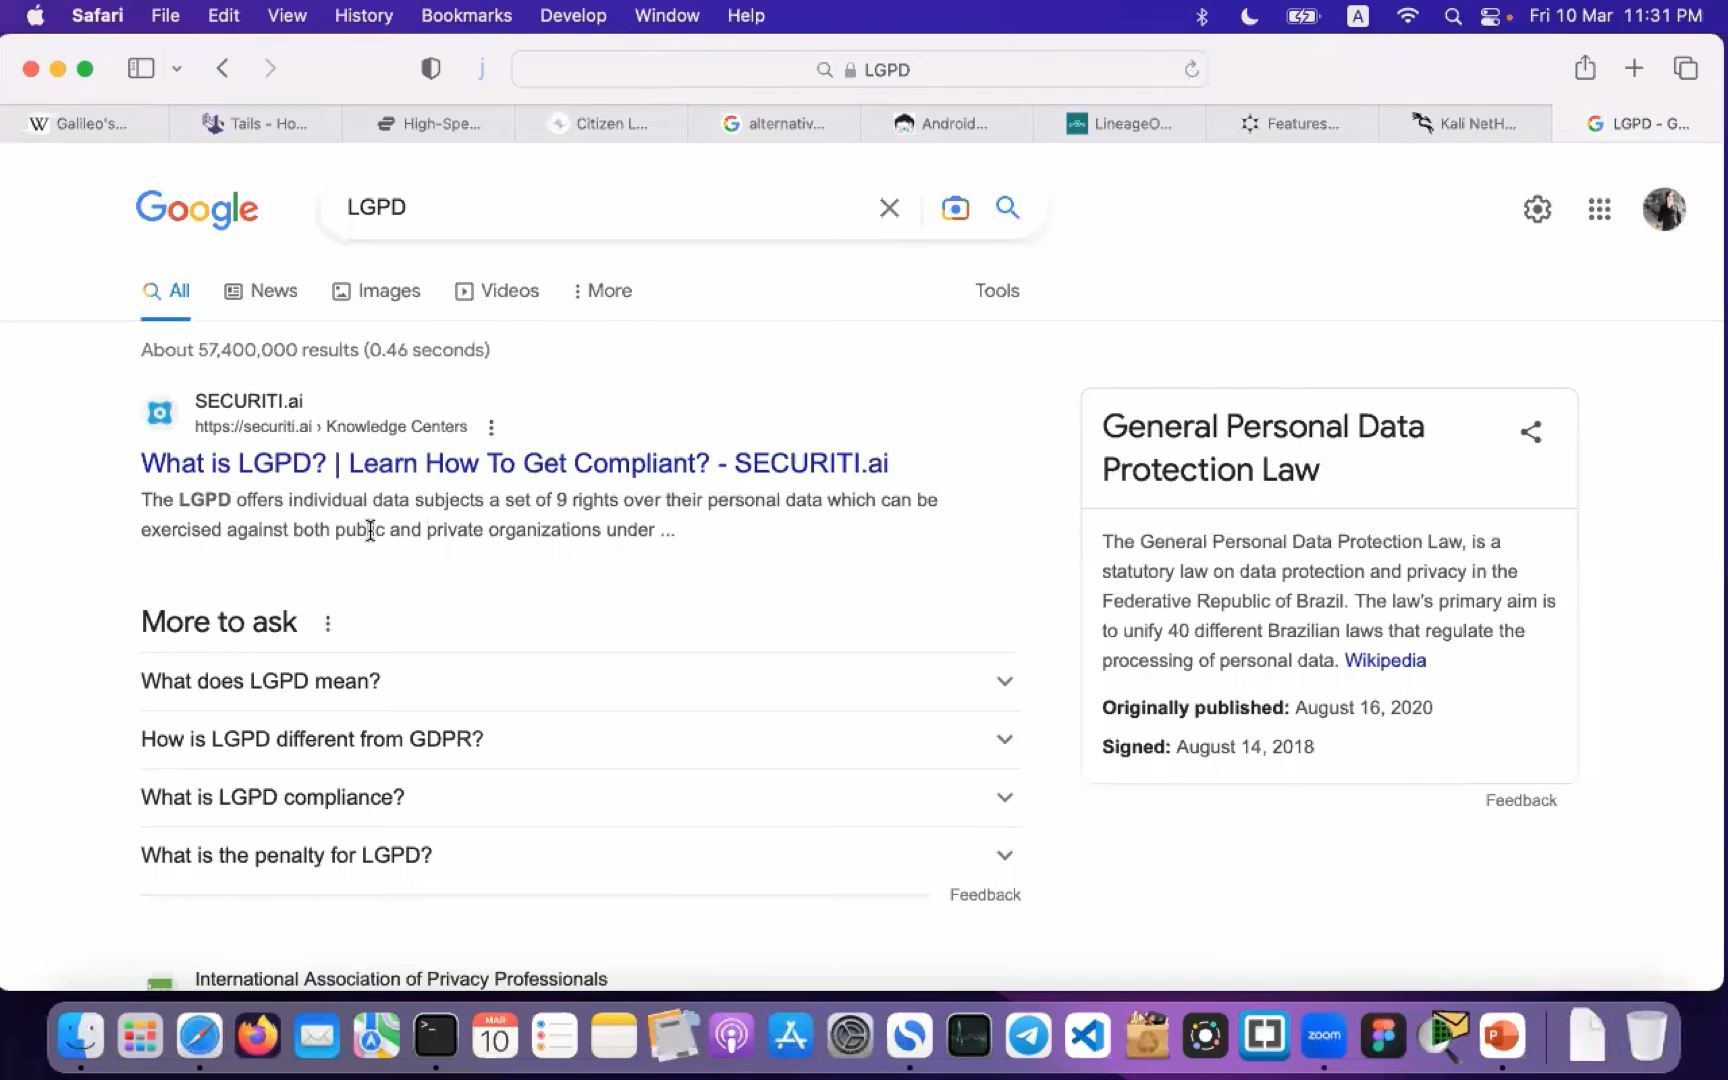 Safari File Edit View History Bookmarks Develop Window Help A Fri 10 Mar 11:31 PM
j LGPD
W Galileo's... Tails - Ho... High-Spe... Citizen L... alternativ... Android... LineageO... Features... Kali NetH... LGPD - G...
Google LGPD
All News Images Videos More Tools
About 57,400,000 results (0.46 seconds)
SECURITI.ai
https://securiti.ai › Knowledge Centers
What is LGPD? | Learn How To Get Compliant? - SECURITI.ai
The LGPD offers individual data subjects a set of 9 rights over their personal data which can be
exercised against both public and private organizations under ...
More to ask
What does LGPD mean?
How is LGPD different from GDPR?
What is LGPD compliance?
What is the penalty for LGPD?
Feedback
International Association of Privacy Professionals
General Personal Data
Protection Law
The General Personal Data Protection Law, is a
statutory law on data protection and privacy in the
Federative Republic of Brazil. The law's primary aim is
to unify 40 different Brazilian laws that regulate the
processing of personal data. Wikipedia
Originally published: August 16, 2020
Signed: August 14, 2018
Feedback
MAR
10
zoom
P